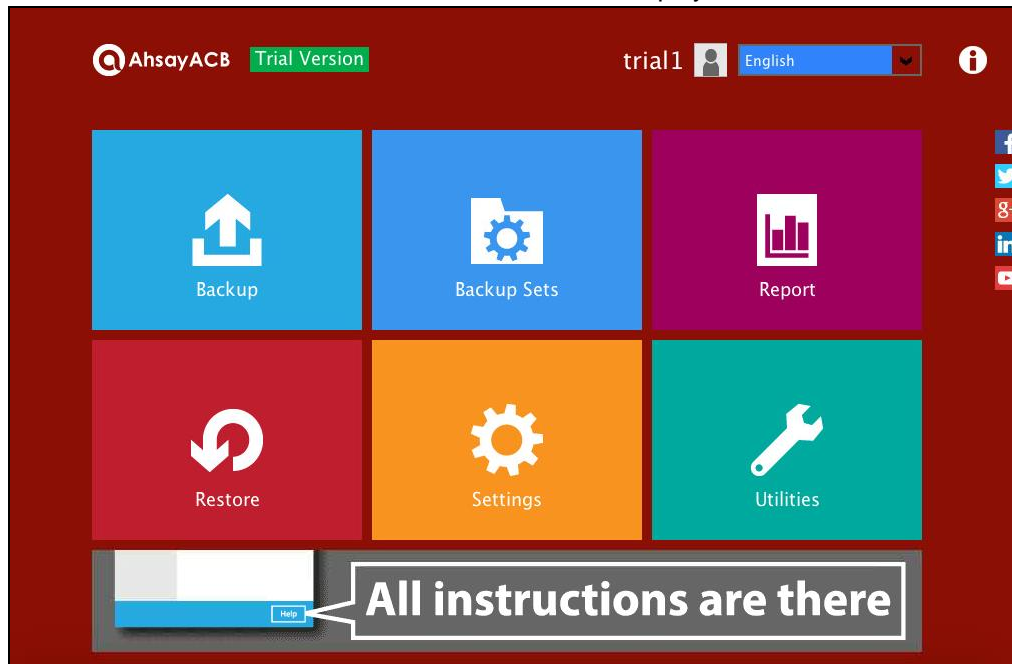 AhsayACB Trial Version trial1 English
Backup Backup Sets Report
Restore Settings Utilities
Help All instructions are there